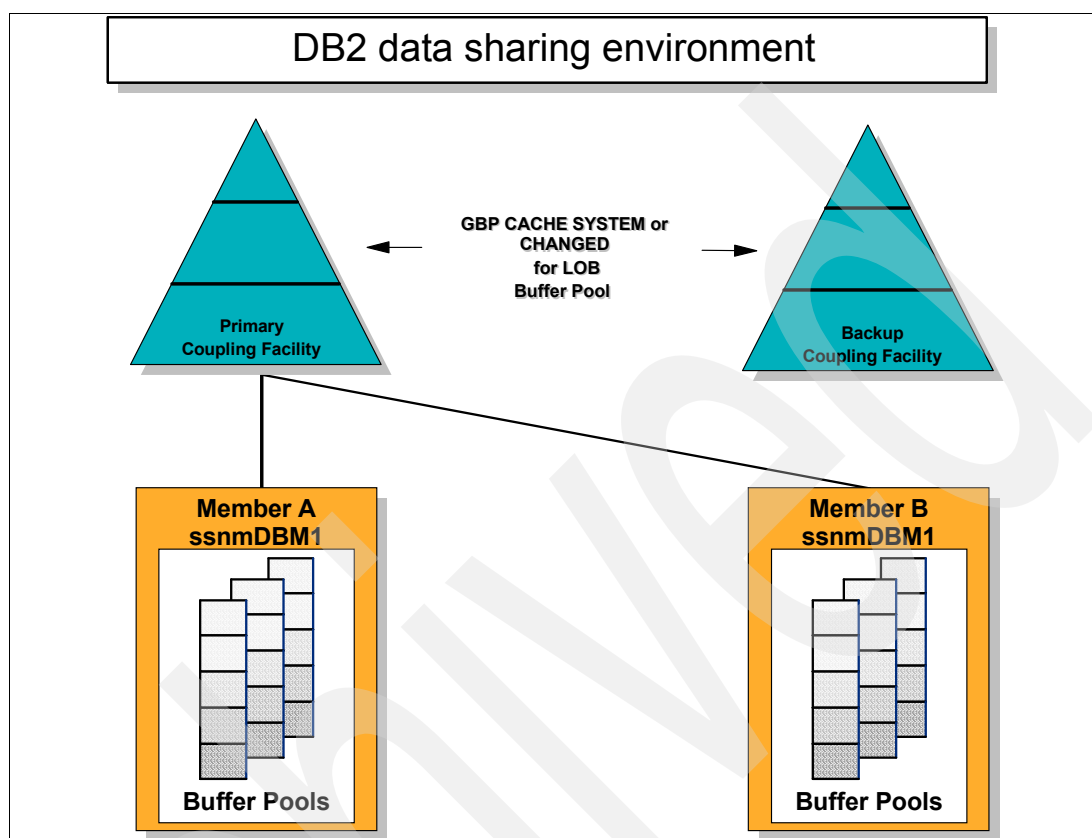 DB2 data sharing environment
GBP CACHE SYSTEM or
CHANGED
for LOB
Buffer Pool
Primary
Coupling Facility
Backup
Coupling Facility
Member A
ssnmDBM1
Buffer Pools
Member B
ssnmDBM1
Buffer Pools